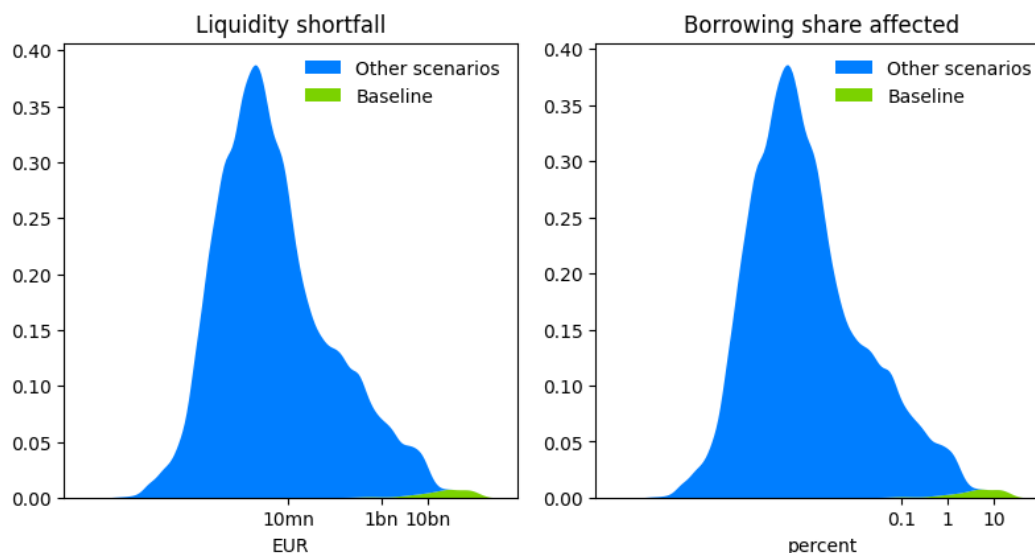 Liquidity shortfall
0.40
0.35
0.30
0.25
0.20
0.15
0.10
0.05
0.00
Other scenarios
Baseline
10mn 1bn 10bn
EUR
Borrowing share affected
0.40
0.35
0.30
0.25
0.20
0.15
0.10
0.05
0.00
Other scenarios
Baseline
0.1 1 10
percent